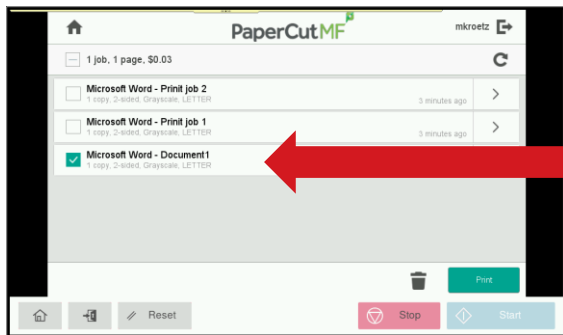 PaperCutMF
mkroetz
1 job, 1 page, $0.03
Microsoft Word - Prinit job 2
1 copy, 2-sided, Grayscale, LETTER
3 minutes ago
Microsoft Word - Prinit job 1
1 copy, 2-sided, Grayscale, LETTER
3 minutes ago
Microsoft Word - Document1
1 copy, 2-sided, Grayscale, LETTER
Print
Reset
Stop
Start